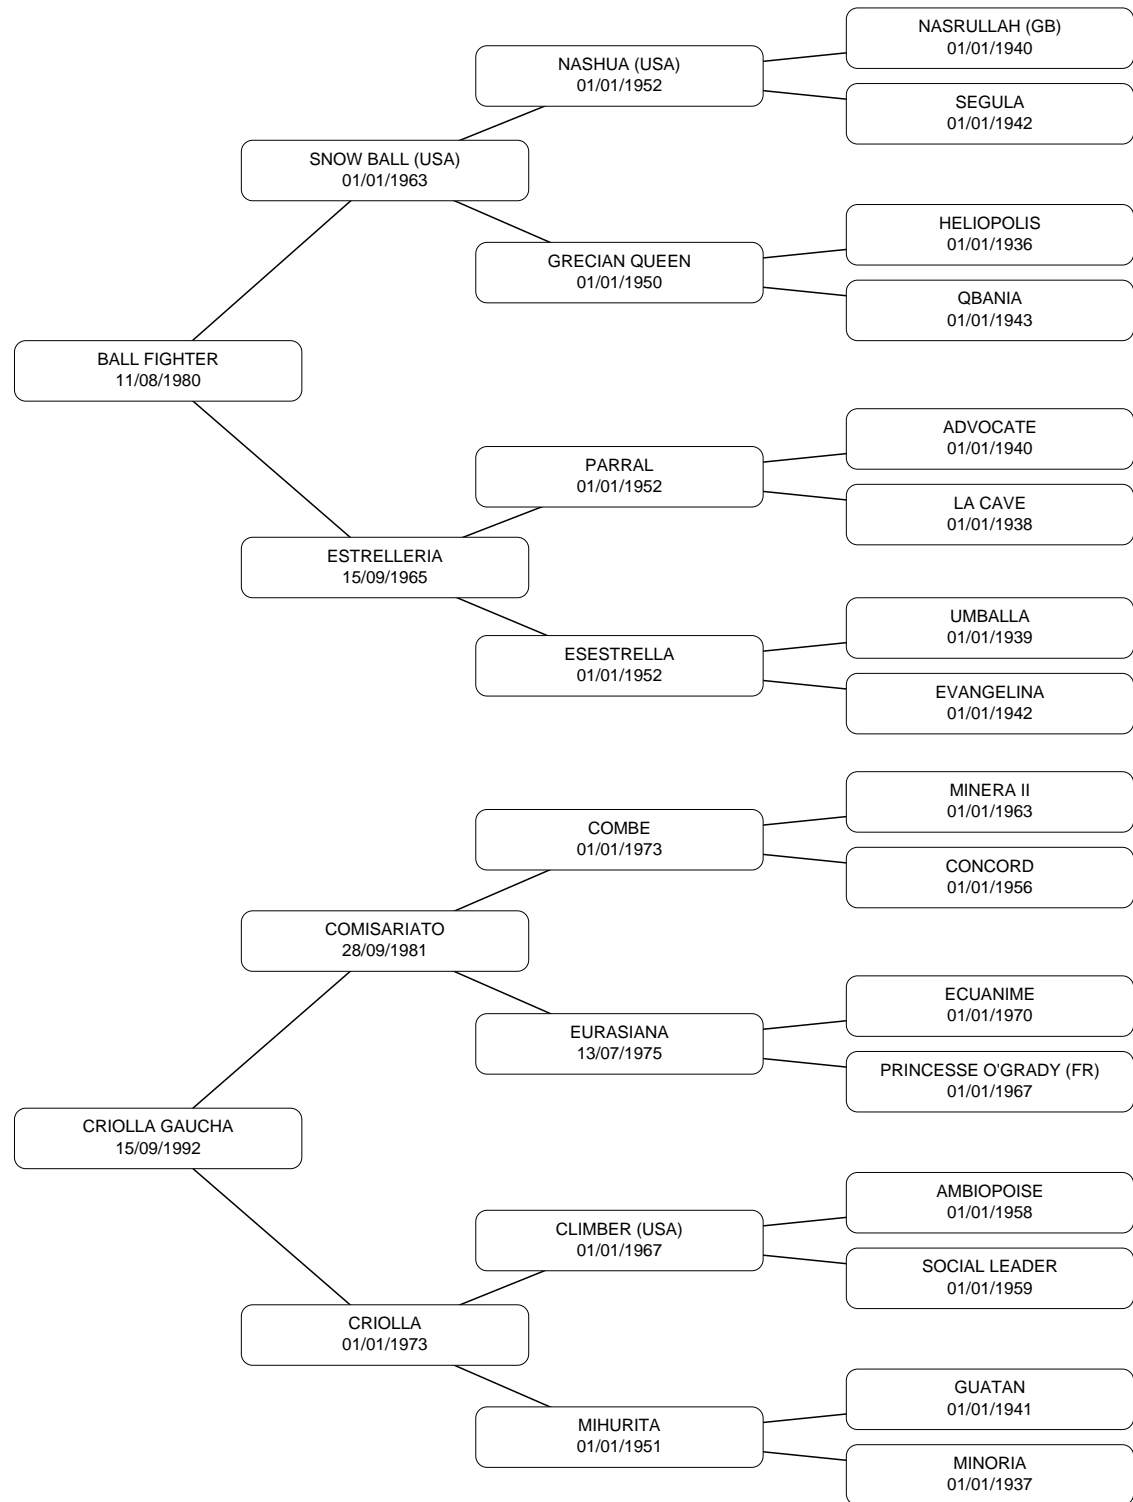 NASRULLAH (GB)
01/01/1940
NASHUA (USA)
01/01/1952
SEGULA
01/01/1942
SNOW BALL (USA)
01/01/1963
HELIOPOLIS
01/01/1936
GRECIAN QUEEN
01/01/1950
QBANIA
01/01/1943
BALL FIGHTER
11/08/1980
ADVOCATE
01/01/1940
PARRAL
01/01/1952
LA CAVE
01/01/1938
ESTRELLERIA
15/09/1965
UMBALLA
01/01/1939
ESESTRELLA
01/01/1952
EVANGELINA
01/01/1942
MINERA II
01/01/1963
COMBE
01/01/1973
CONCORD
01/01/1956
COMISARIATO
28/09/1981
ECUANIME
01/01/1970
EURASIANA
13/07/1975
PRINCESSE O'GRADY (FR)
01/01/1967
CRIOLLA GAUCHA
15/09/1992
AMBIOPOISE
01/01/1958
CLIMBER (USA)
01/01/1967
SOCIAL LEADER
01/01/1959
CRIOLLA
01/01/1973
GUATAN
01/01/1941
MIHURITA
01/01/1951
MINORIA
01/01/1937